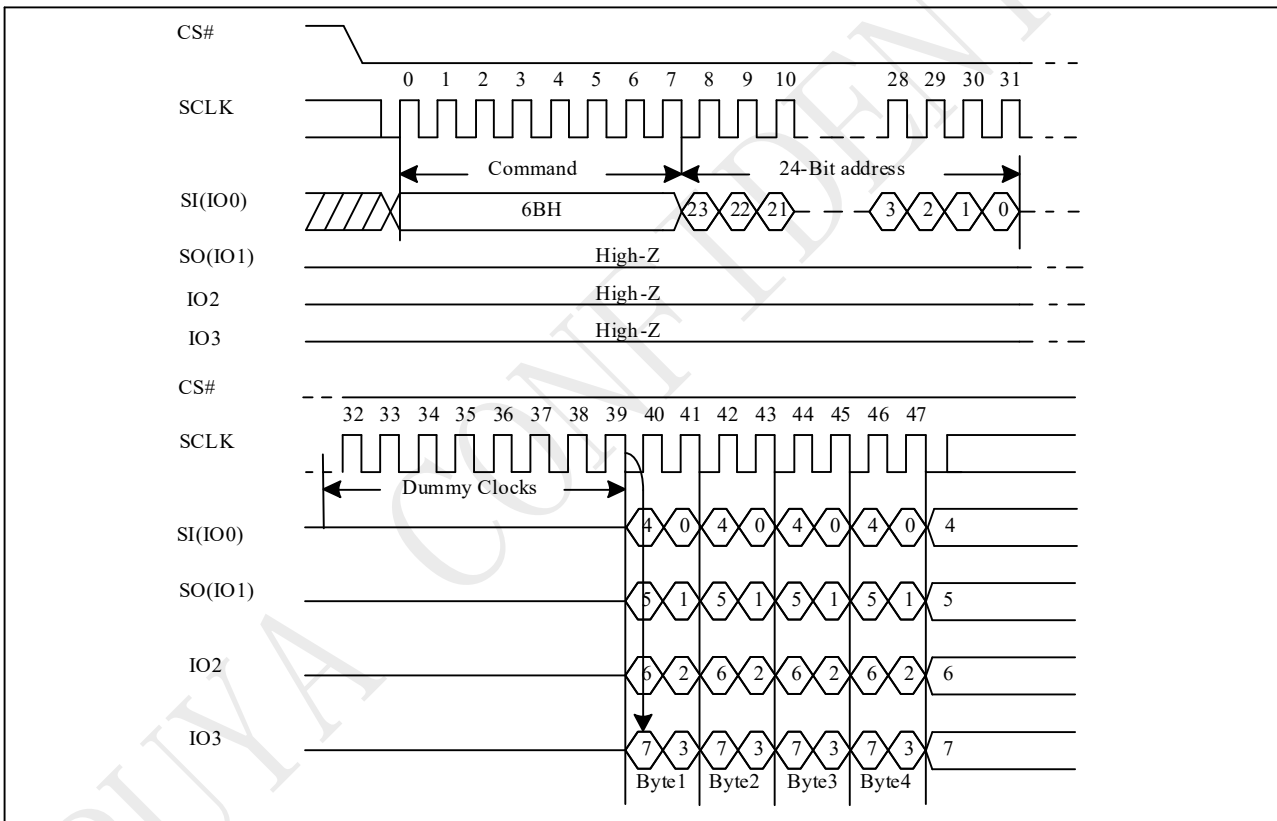 CS#
0 1 2 3 4 5 6 7 8 9 10 28 29 30 31
SCLK
Command 24-Bit address
SI(IO0) 6BH 23 22 21 3 2 1 0
SO(IO1) High-Z
IO2 High-Z
IO3 High-Z
CS#
32 33 34 35 36 37 38 39 40 41 42 43 44 45 46 47
SCLK
Dummy Clocks
SI(IO0) 4 0 4 0 4 0 4 0 4
SO(IO1) 5 1 5 1 5 1 5 1 5
IO2 6 2 6 2 6 2 6 2 6
IO3 7 3 7 3 7 3 7 3 7
Byte1 Byte2 Byte3 Byte4
PUYA CONFIDENT